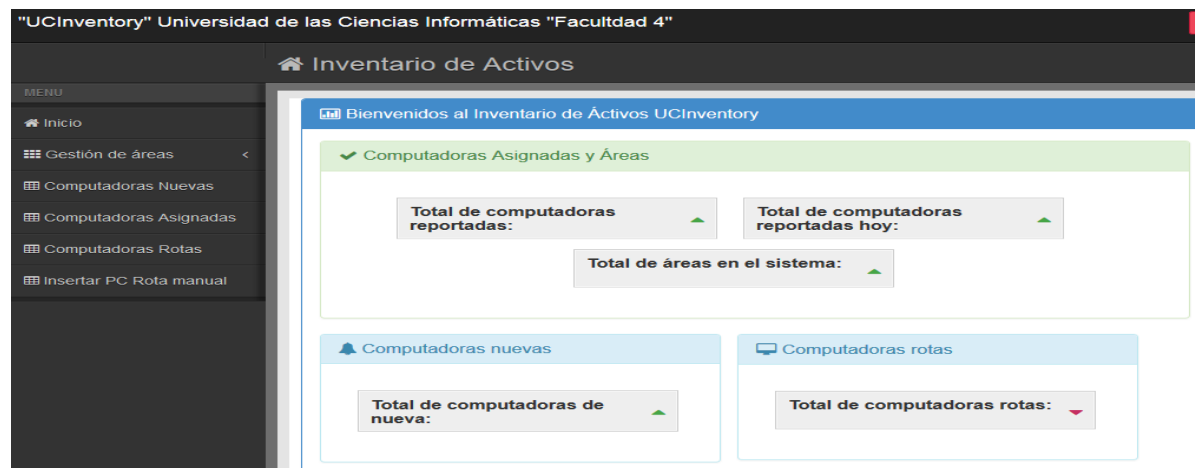 "UCInventory" Universidad de las Ciencias Informáticas "Facultdad 4"
Inventario de Activos
MENU
Inicio
Gestión de áreas
Computadoras Nuevas
Computadoras Asignadas
Computadoras Rotas
Insertar PC Rota manual
Bienvenidos al Inventario de Áctivos UCInventory
Computadoras Asignadas y Áreas
Total de computadoras
reportadas:
Total de computadoras
reportadas hoy:
Total de áreas en el sistema:
Computadoras nuevas
Total de computadoras de
nueva:
Computadoras rotas
Total de computadoras rotas: